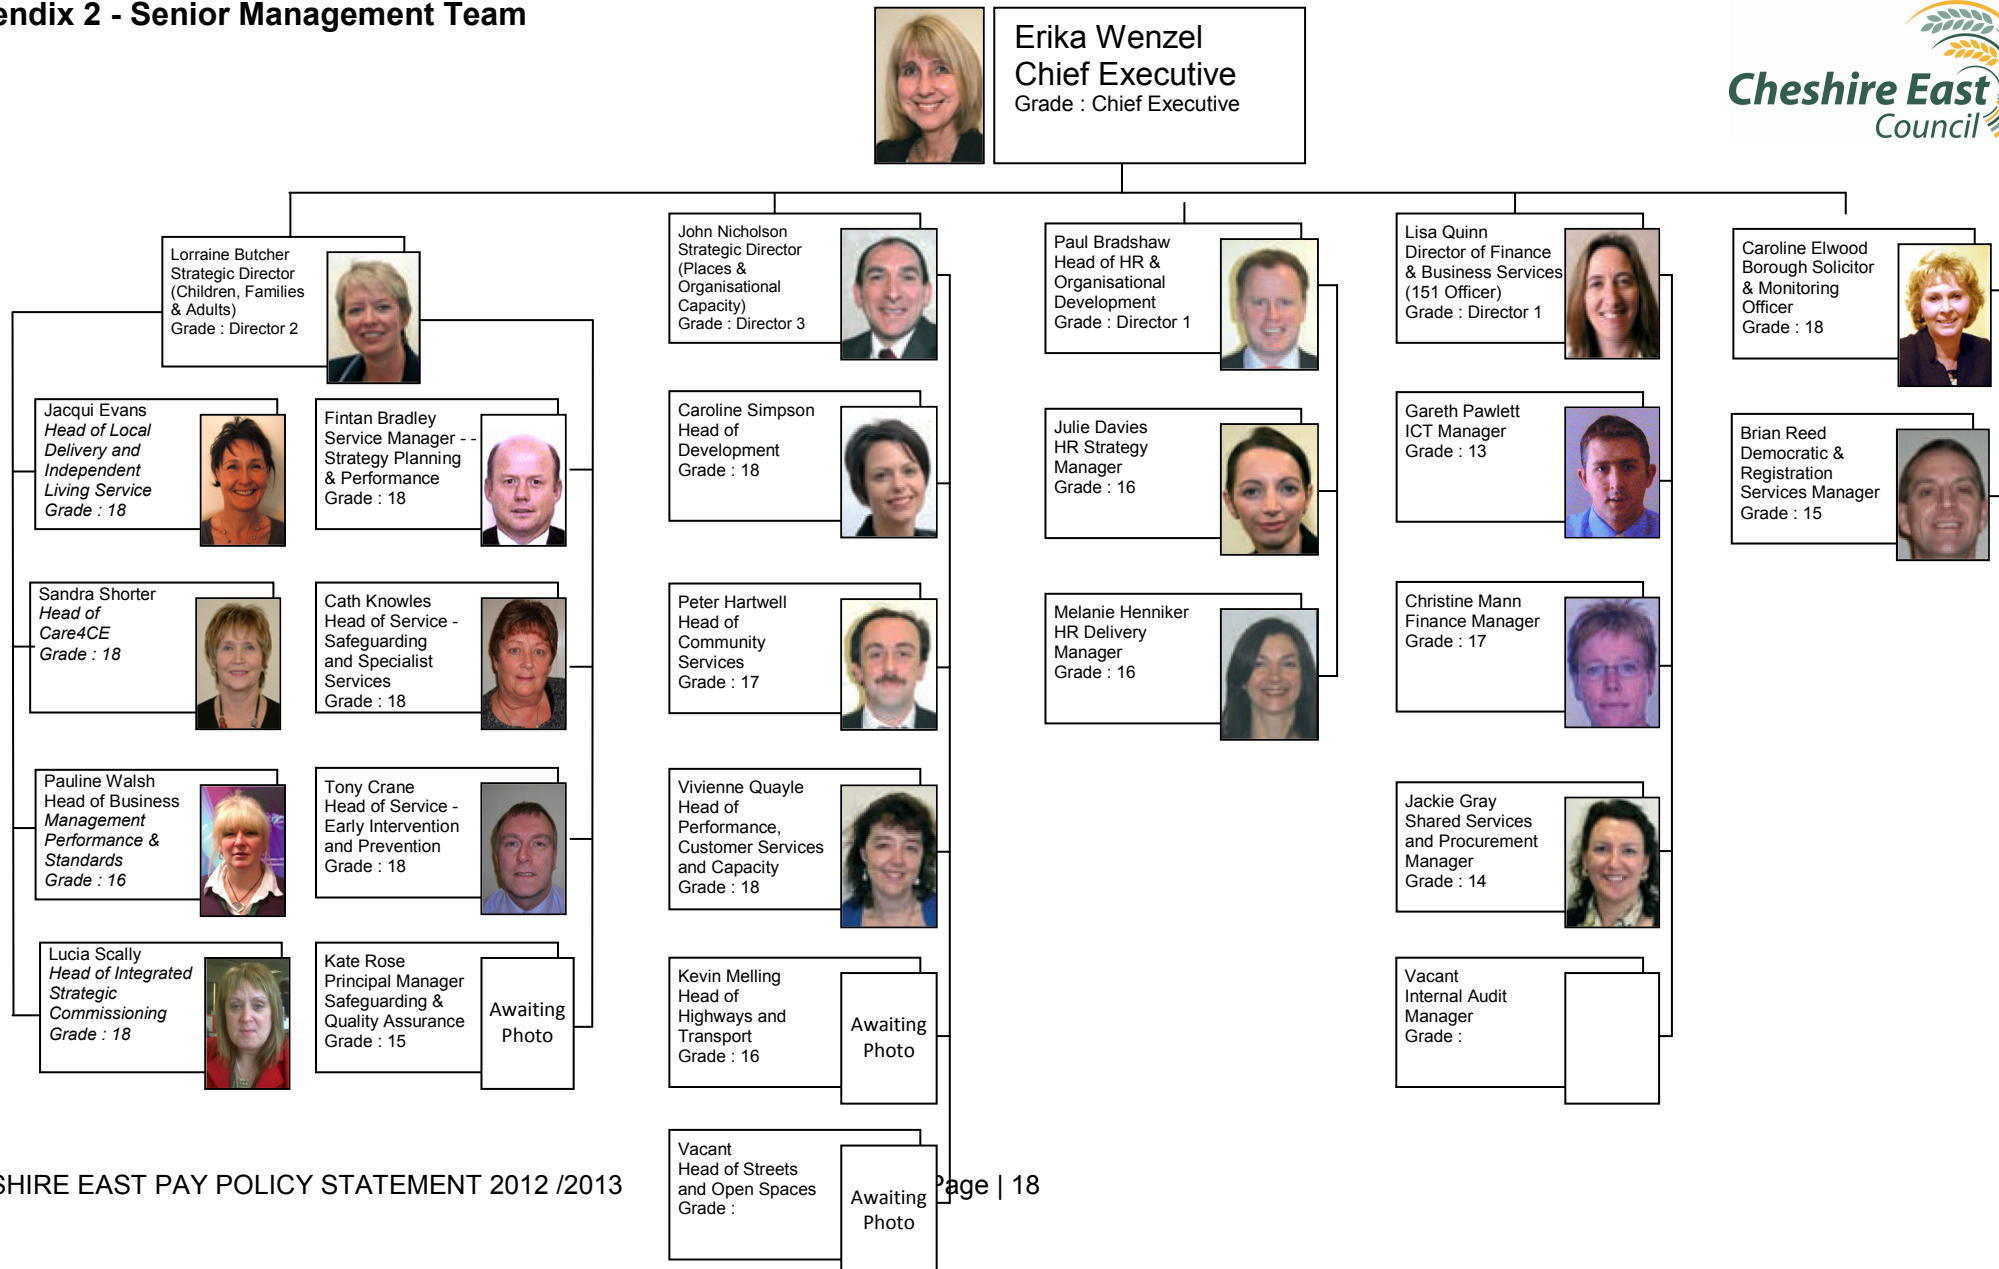 endix 2 - Senior Management Team
Erika Wenzel
Chief Executive
Grade : Chief Executive
Cheshire East
Council
Lorraine Butcher
Strategic Director
(Children, Families
& Adults)
Grade : Director 2
Jacqui Evans
Head of Local
Delivery and
Independent
Living Service
Grade : 18
Sandra Shorter
Head of
Care4CE
Grade : 18
Pauline Walsh
Head of Business
Management
Performance &
Standards
Grade : 16
Lucia Scally
Head of Integrated
Strategic
Commissioning
Grade : 18
Fintan Bradley
Service Manager - -
Strategy Planning
& Performance
Grade : 18
Cath Knowles
Head of Service -
Safeguarding
and Specialist
Services
Grade : 18
Tony Crane
Head of Service -
Early Intervention
and Prevention
Grade : 18
Kate Rose
Principal Manager
Safeguarding &
Quality Assurance
Grade : 15
Awaiting
Photo
John Nicholson
Strategic Director
(Places &
Organisational
Capacity)
Grade : Director 3
Caroline Simpson
Head of
Development
Grade : 18
Peter Hartwell
Head of
Community
Services
Grade : 17
Vivienne Quayle
Head of
Performance,
Customer Services
and Capacity
Grade : 18
Kevin Melling
Head of
Highways and
Transport
Grade : 16
Awaiting
Photo
Vacant
Head of Streets
and Open Spaces
Grade :
Awaiting
Photo
Paul Bradshaw
Head of HR &
Organisational
Development
Grade : Director 1
Julie Davies
HR Strategy
Manager
Grade : 16
Melanie Henniker
HR Delivery
Manager
Grade : 16
Lisa Quinn
Director of Finance
& Business Services
(151 Officer)
Grade : Director 1
Gareth Pawlett
ICT Manager
Grade : 13
Christine Mann
Finance Manager
Grade : 17
Jackie Gray
Shared Services
and Procurement
Manager
Grade : 14
Vacant
Internal Audit
Manager
Grade :
Caroline Elwood
Borough Solicitor
& Monitoring
Officer
Grade : 18
Brian Reed
Democratic &
Registration
Services Manager
Grade : 15
SHIRE EAST PAY POLICY STATEMENT 2012 /2013
Page | 18